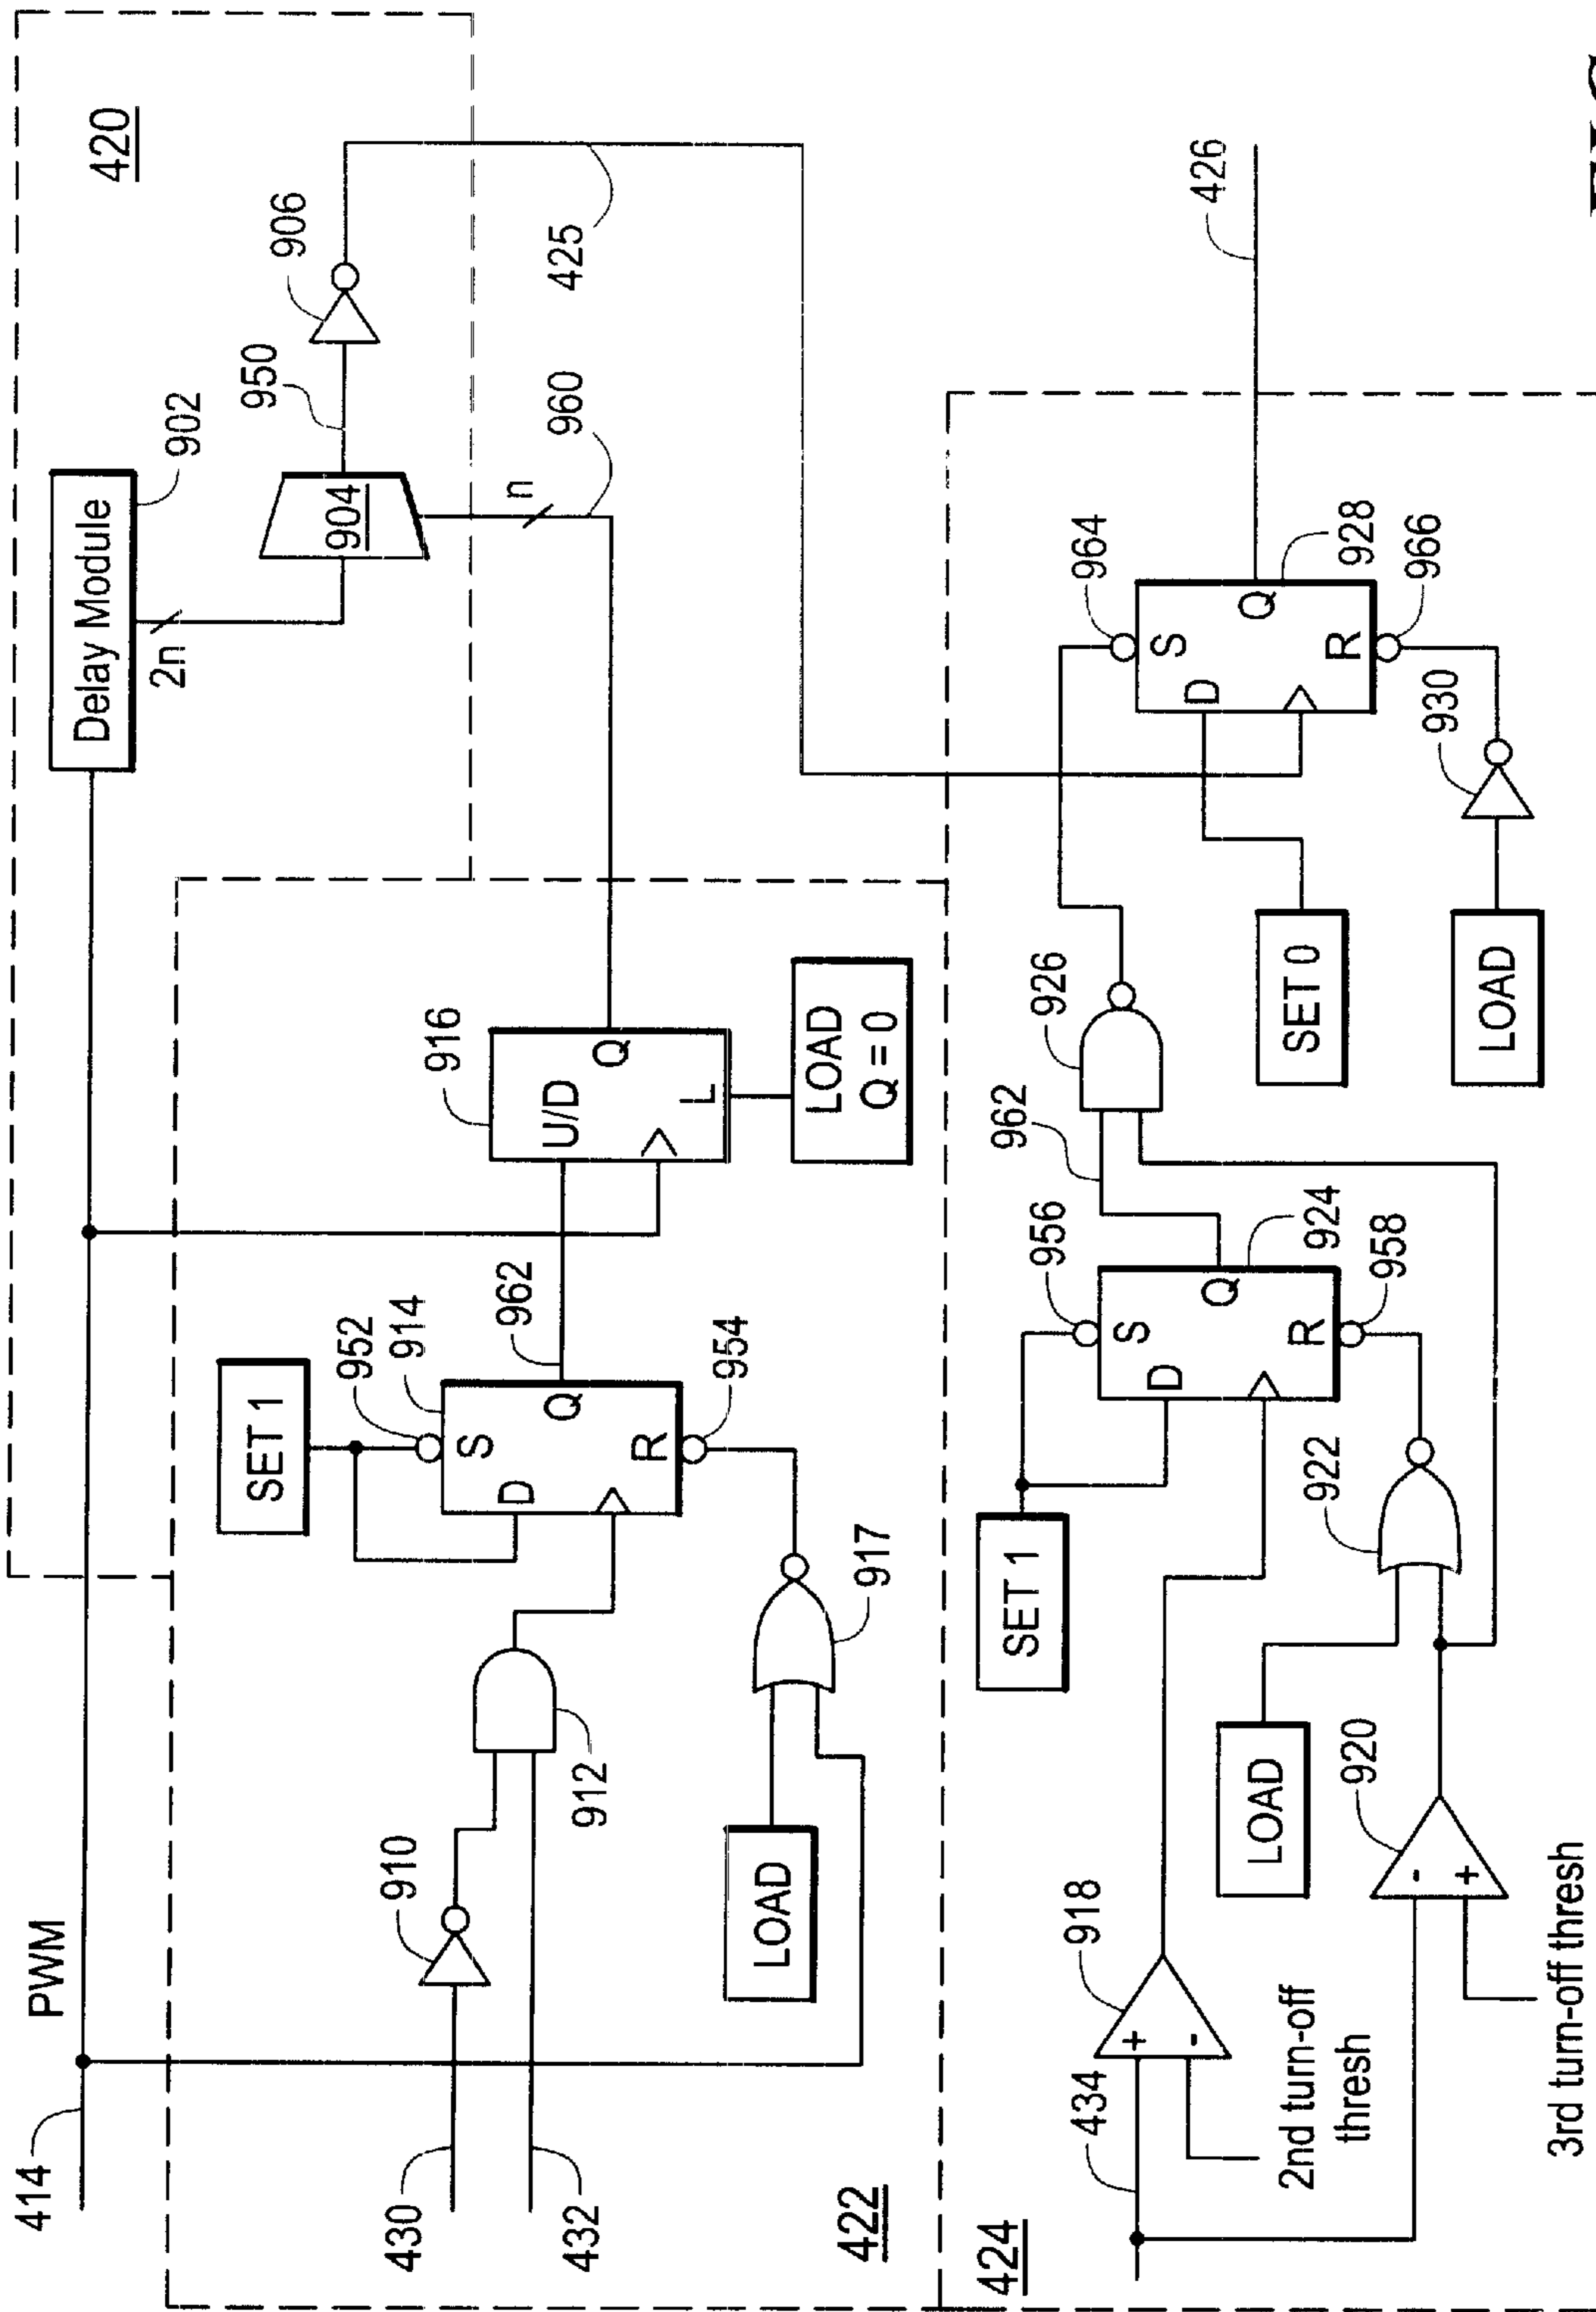 420
Delay Module
902
2n
904
950
906
n
960
425
414
PWM
430
432
422
910
912
LOAD
917
SET 1
952
914
S
D
Q
R
954
962
916
U/D
Q
L
LOAD
Q = 0
424
434
+
-
918
2nd turn-off
thresh
-
+
920
3rd turn-off thresh
LOAD
922
SET 1
956
S
D
Q
R
924
958
962
926
SET 0
LOAD
930
964
S
D
Q
R
928
966
426